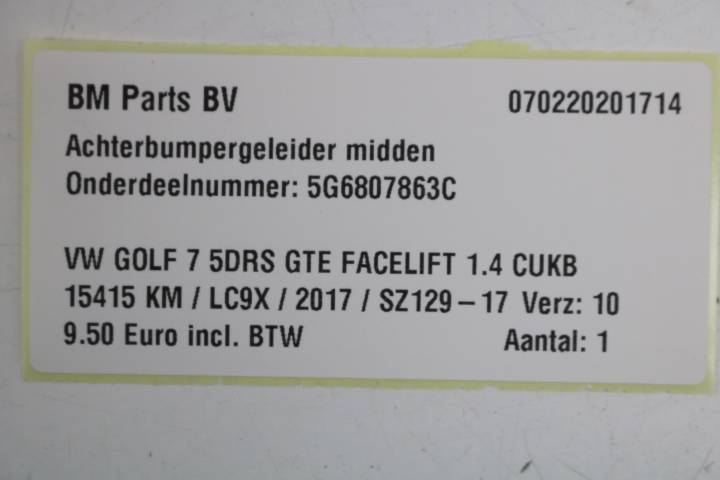 BM Parts BV 070220201714
Achterbumpergeleider midden
Onderdeelnummer: 5G6807863C
VW GOLF 7 5DRS GTE FACELIFT 1.4 CUKB
15415 KM / LC9X / 2017 / SZ129-17 Verz: 10
9.50 Euro incl. BTW Aantal: 1